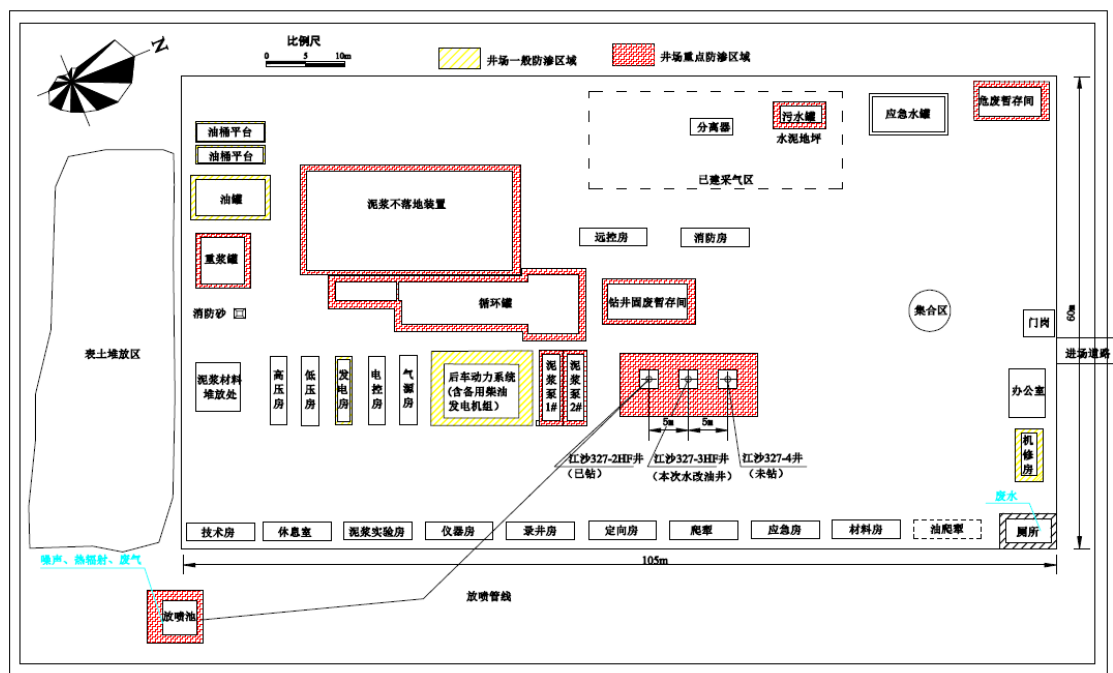 N
比例尺
0 5 10m
井场一般防渗区域
井场重点防渗区域
油桶平台
油桶平台
油罐
重浆罐
消防砂
泥浆不落地装置
循环罐
分离器
污水罐
水泥地坪
已建采气区
应急水罐
危废暂存间
远控房
消防房
钻井固废暂存间
集合区
门岗
60m
进场道路
办公室
机修房
废水
厕所
表土堆放区
泥浆材料
堆放处
高压房
低压房
发电房
电控房
气源房
后车动力系统
(含备用柴油
发电机组)
泥浆泵1#
泥浆泵2#
5m
5m
江沙327-2HF井
(已钻)
江沙327-3HF井
(本次水改油井)
江沙327-4井
(未钻)
技术房
休息室
泥浆实验房
仪器房
录井房
定向房
爬犁
应急房
材料房
油爬犁
105m
噪声、热辐射、废气
放喷池
放喷管线